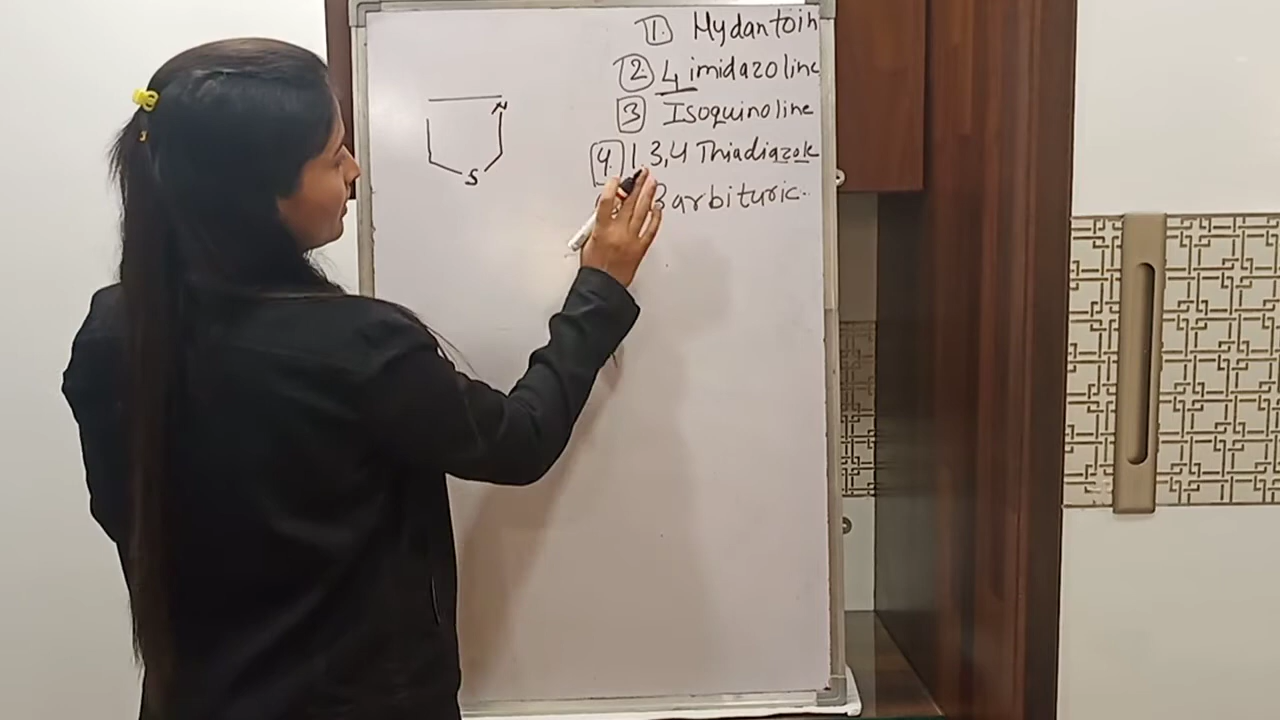 1. Hydantoin
2 4 imidazoline
3 Isoquinoline
4. 1.3,4 Thiadiazole
Barbituric.
N
S